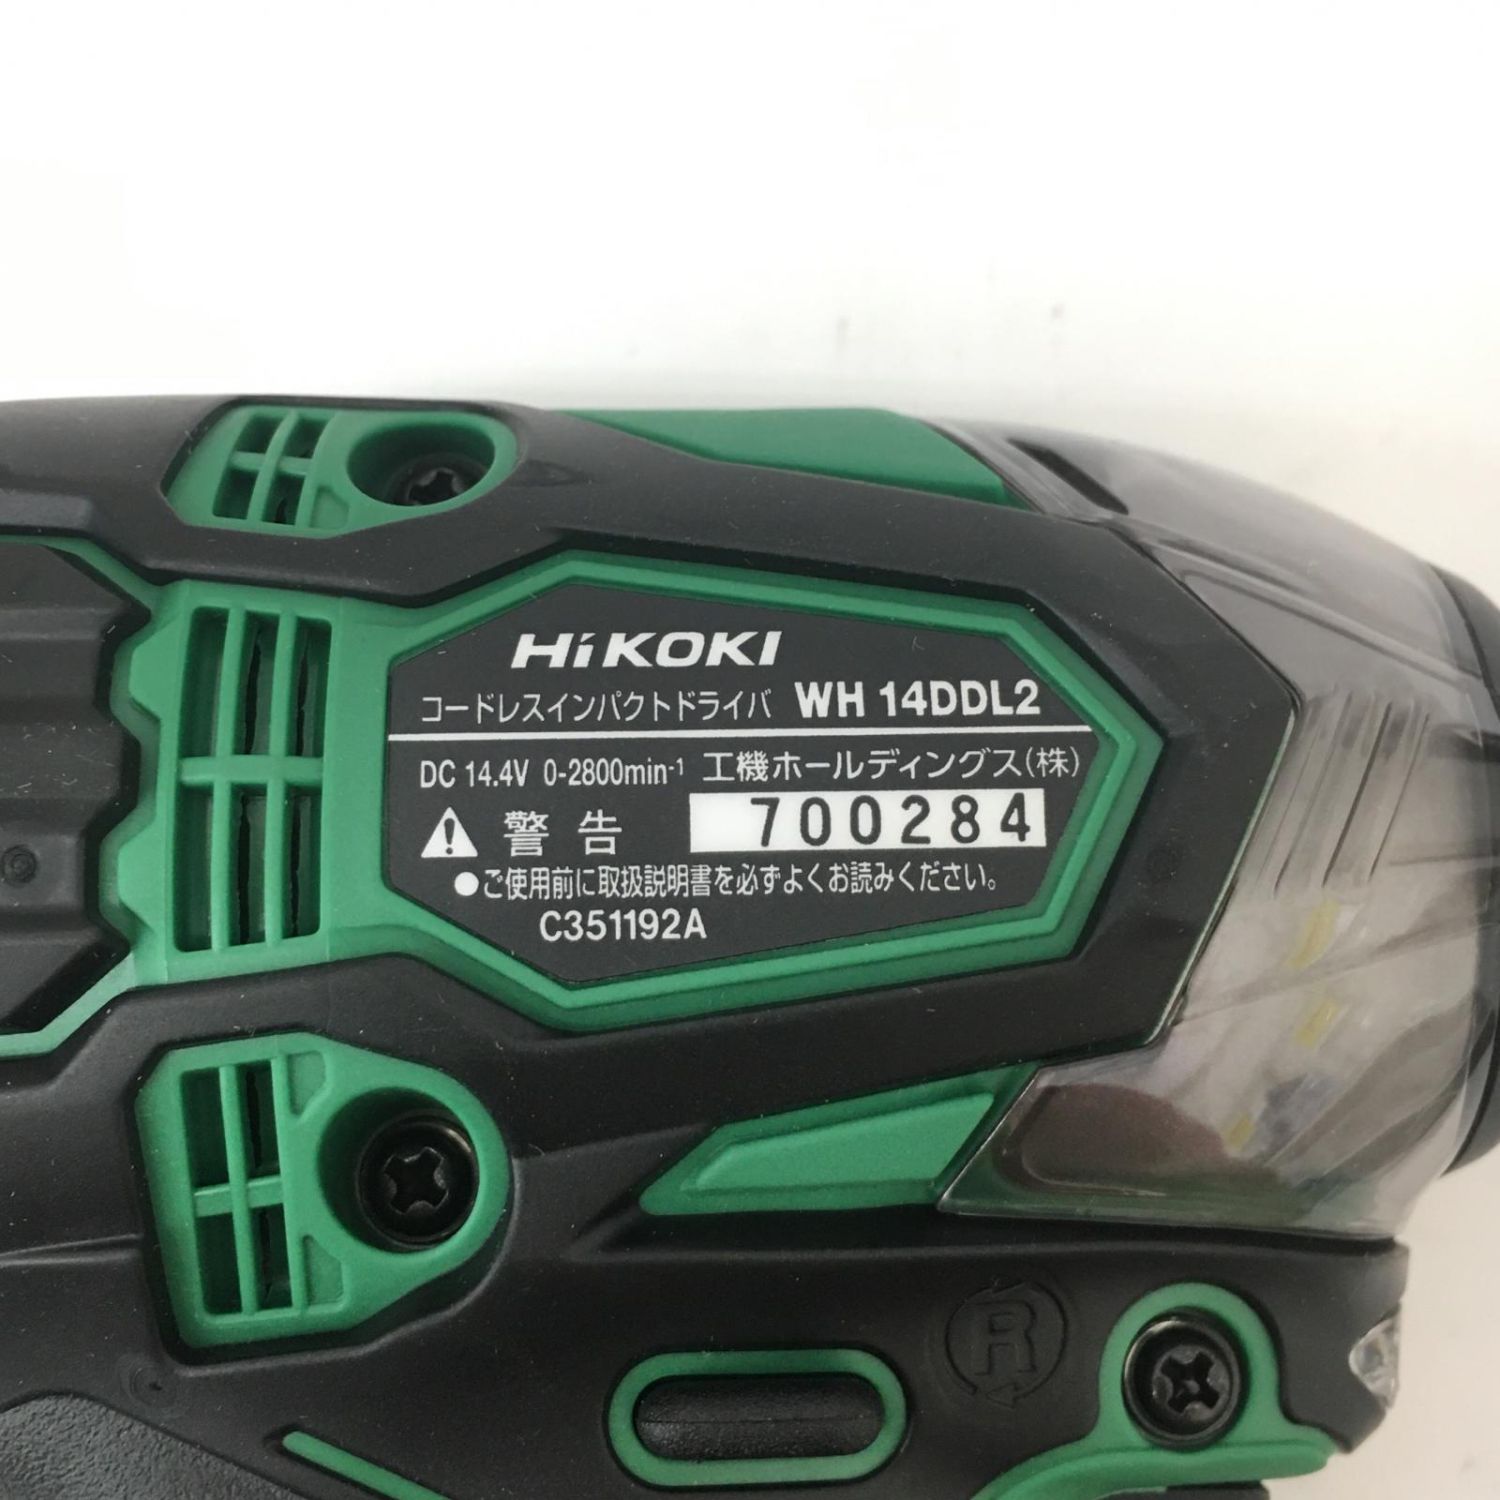 HiKOKI
コードレスインパクトドライバ WH 14DDL2
DC 14.4V 0-2800min⁻¹ 工機ホールディングス(株)
⚠ 警告 700284
●ご使用前に取扱説明書を必ずよくお読みください。
C351192A
R